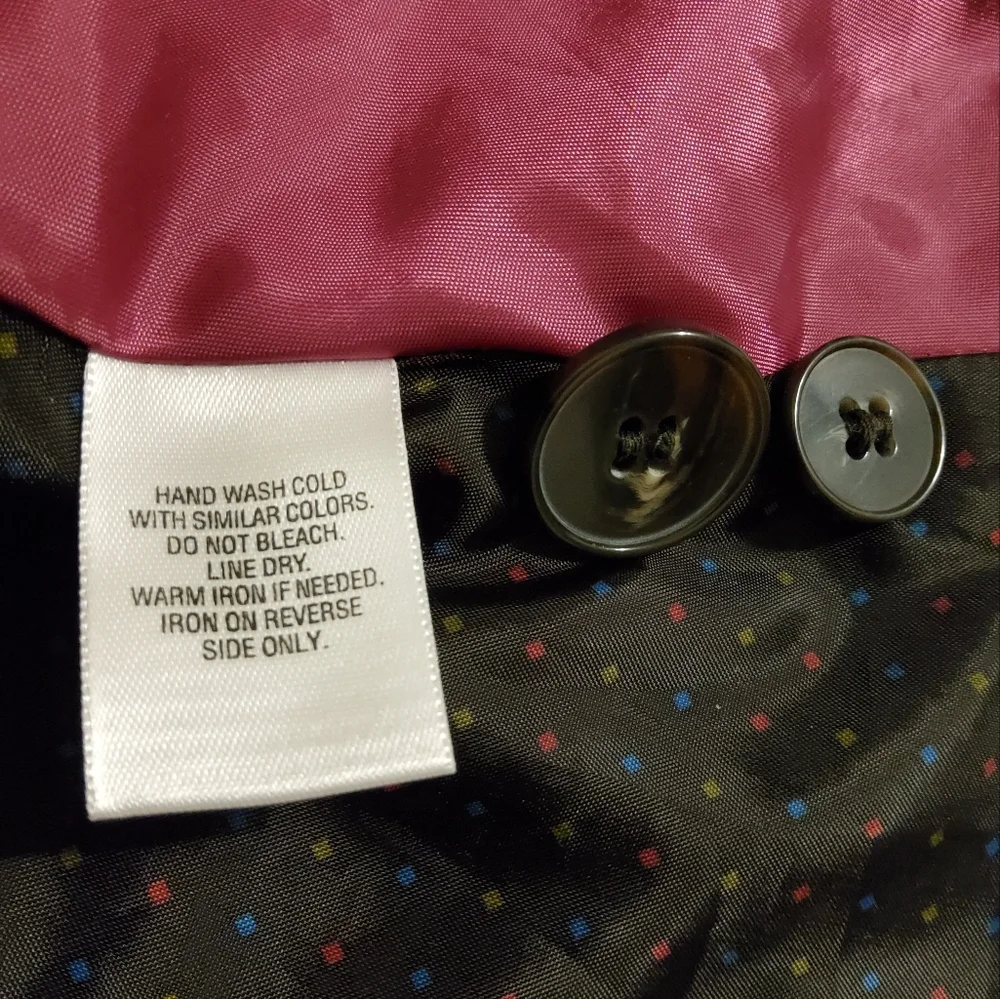 HAND WASH COLD
WITH SIMILAR COLORS.
DO NOT BLEACH.
LINE DRY.
WARM IRON IF NEEDED.
IRON ON REVERSE
SIDE ONLY.